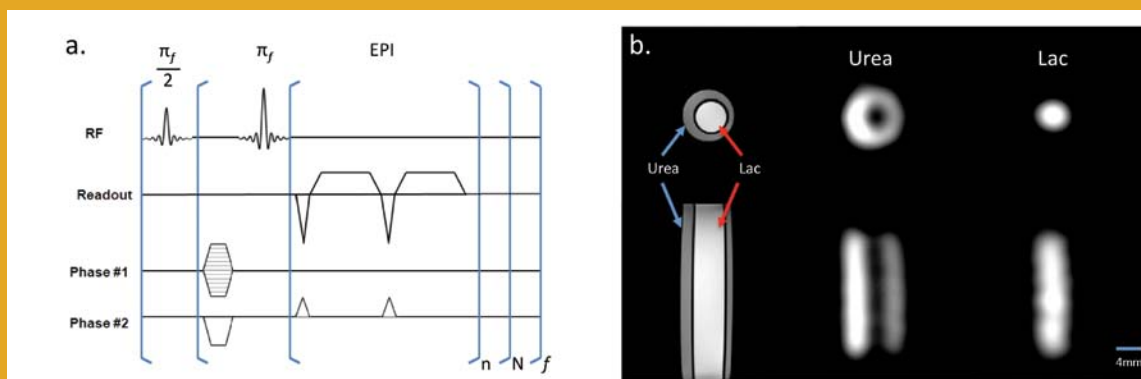 a.
π_f
2
π_f
EPI
RF
Readout
Phase #1
Phase #2
n N f
b.
Urea Lac
Urea Lac
4mm